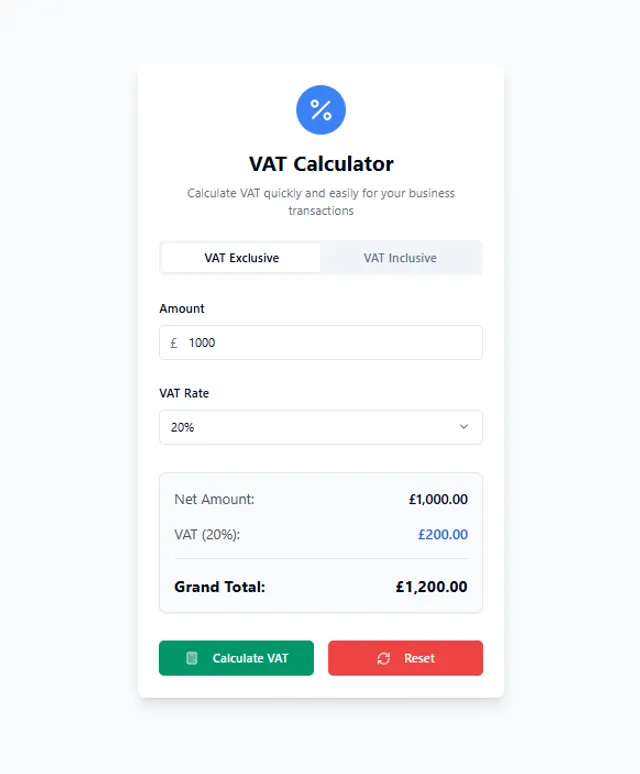 VAT Calculator
Calculate VAT quickly and easily for your business
transactions
VAT Exclusive VAT Inclusive
Amount
£ 1000
VAT Rate
20%
Net Amount: £1,000.00
VAT (20%): £200.00
Grand Total: £1,200.00
Calculate VAT Reset